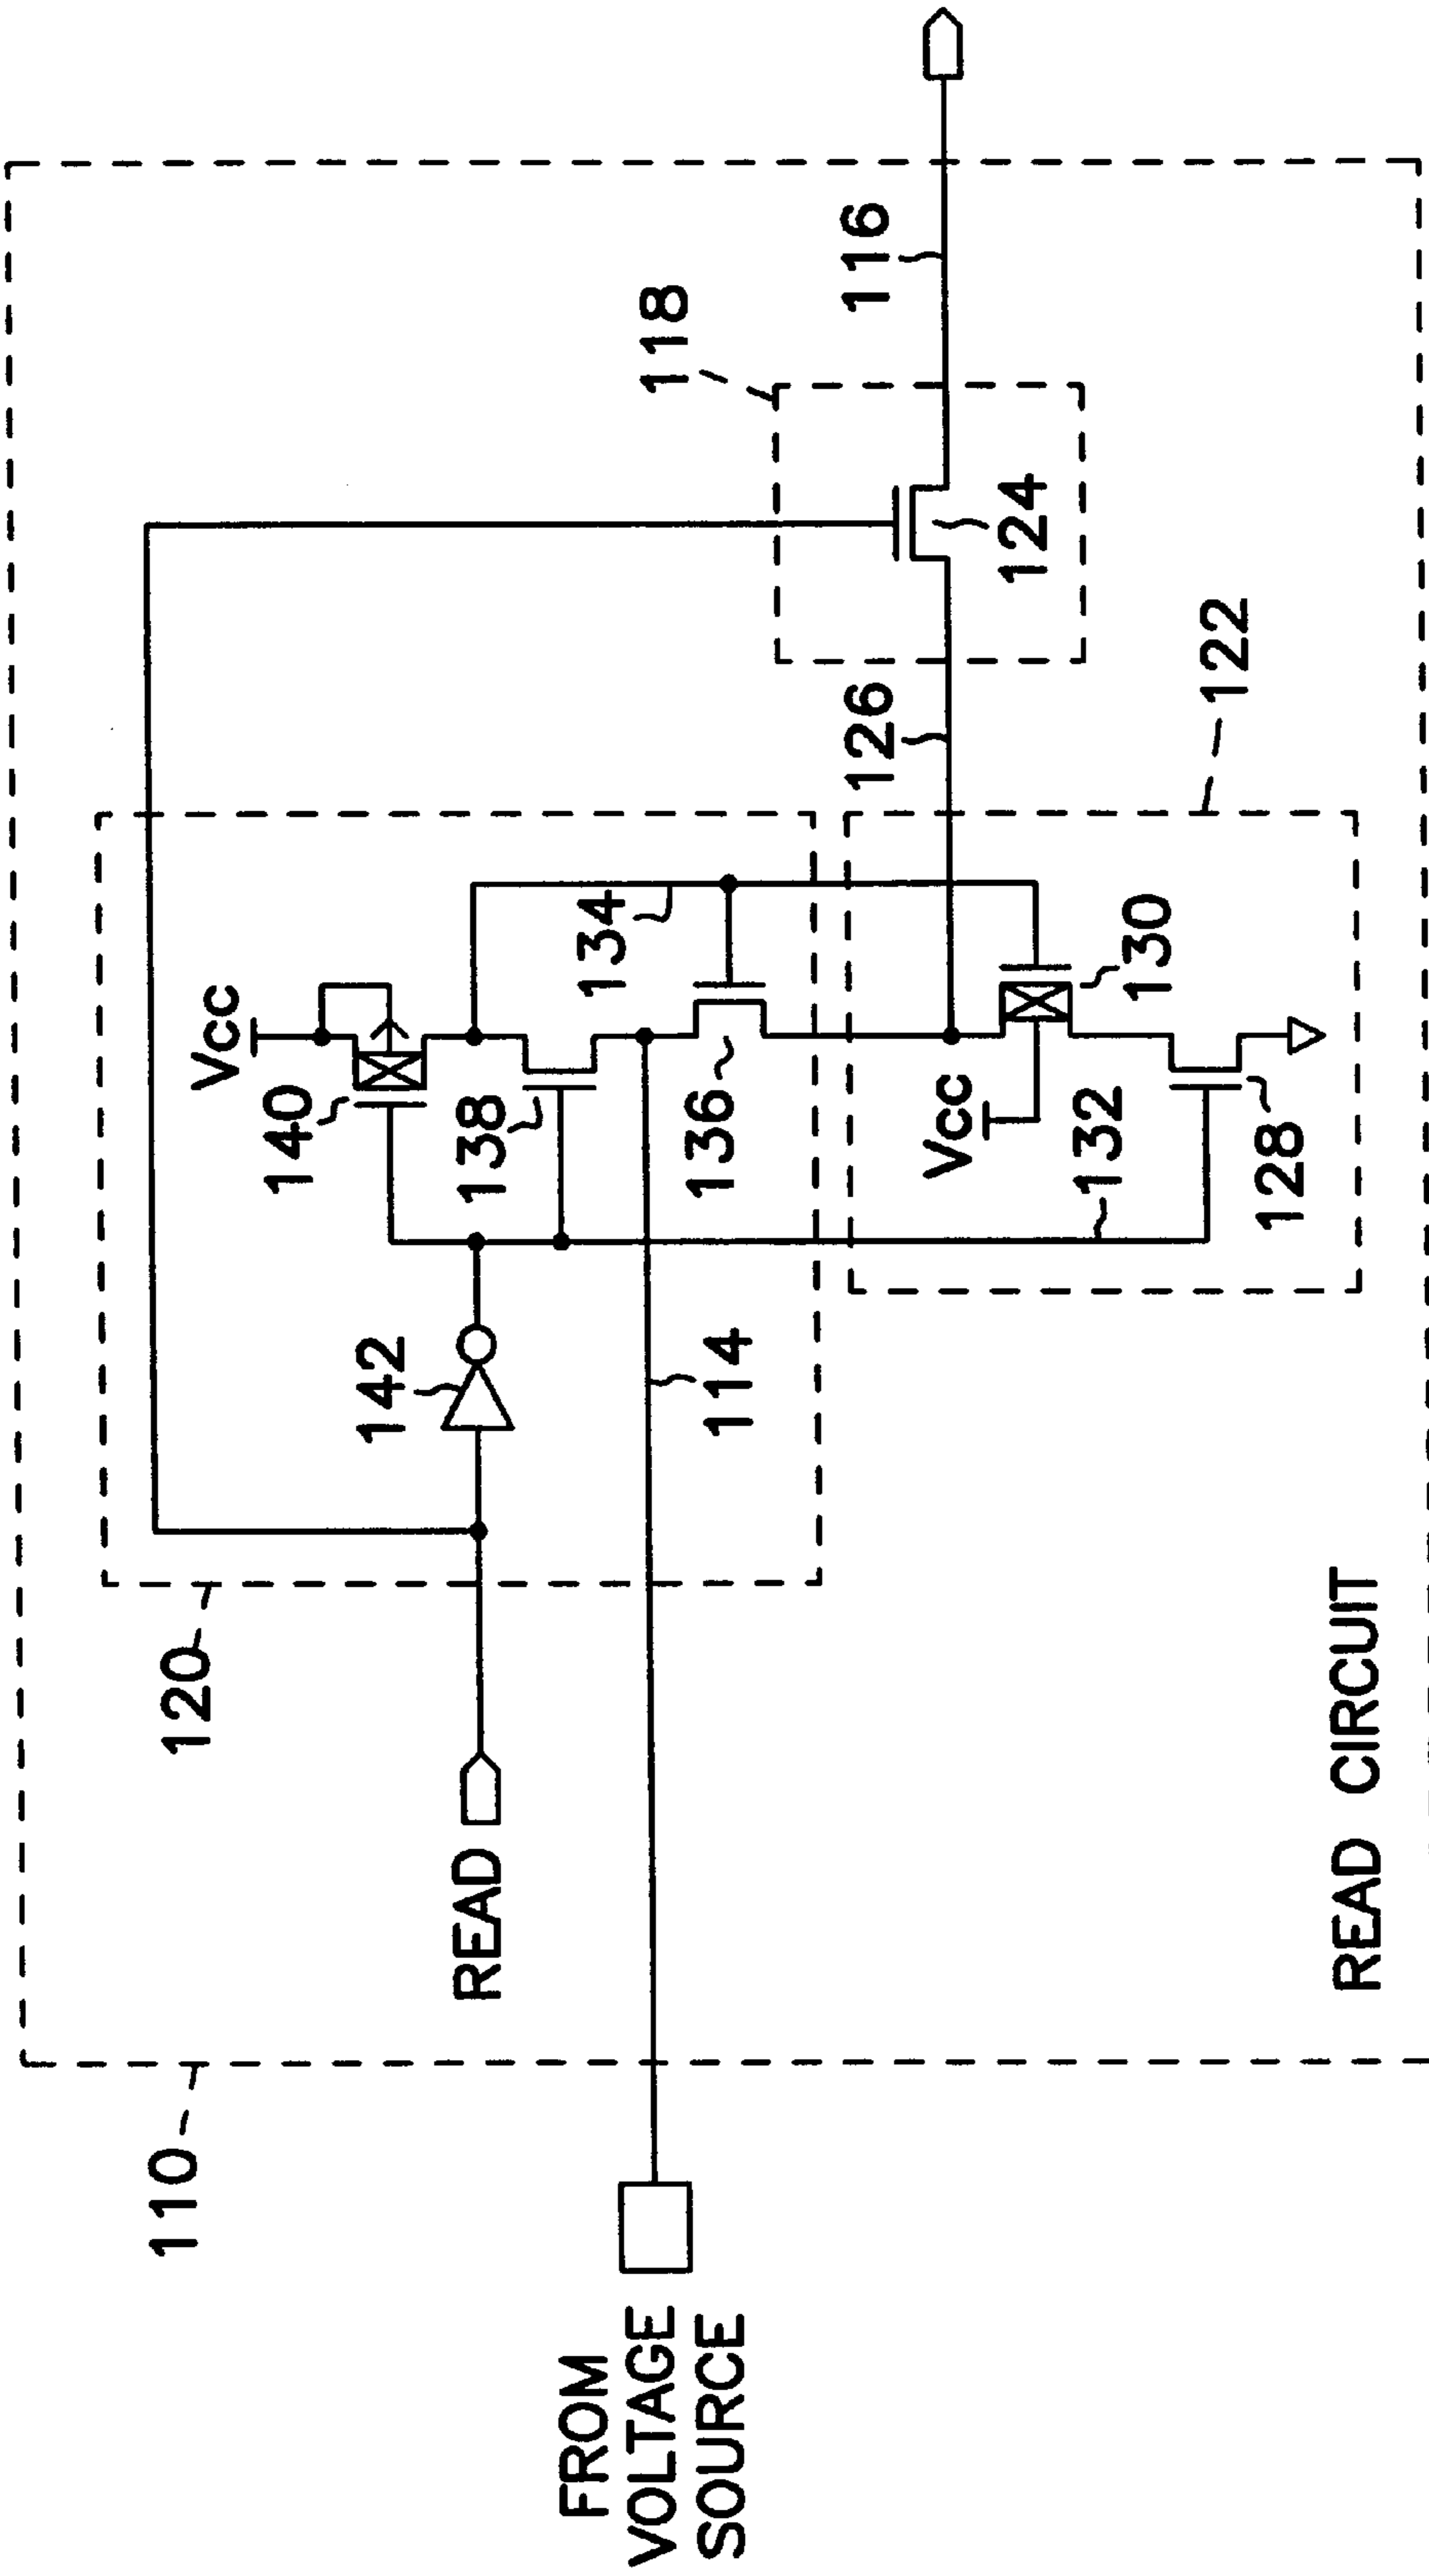 110
120
Vcc
140
142
READ
138
134
118
FROM
VOLTAGE
SOURCE
114
136
126
116
Vcc
124
132
130
122
128
READ CIRCUIT